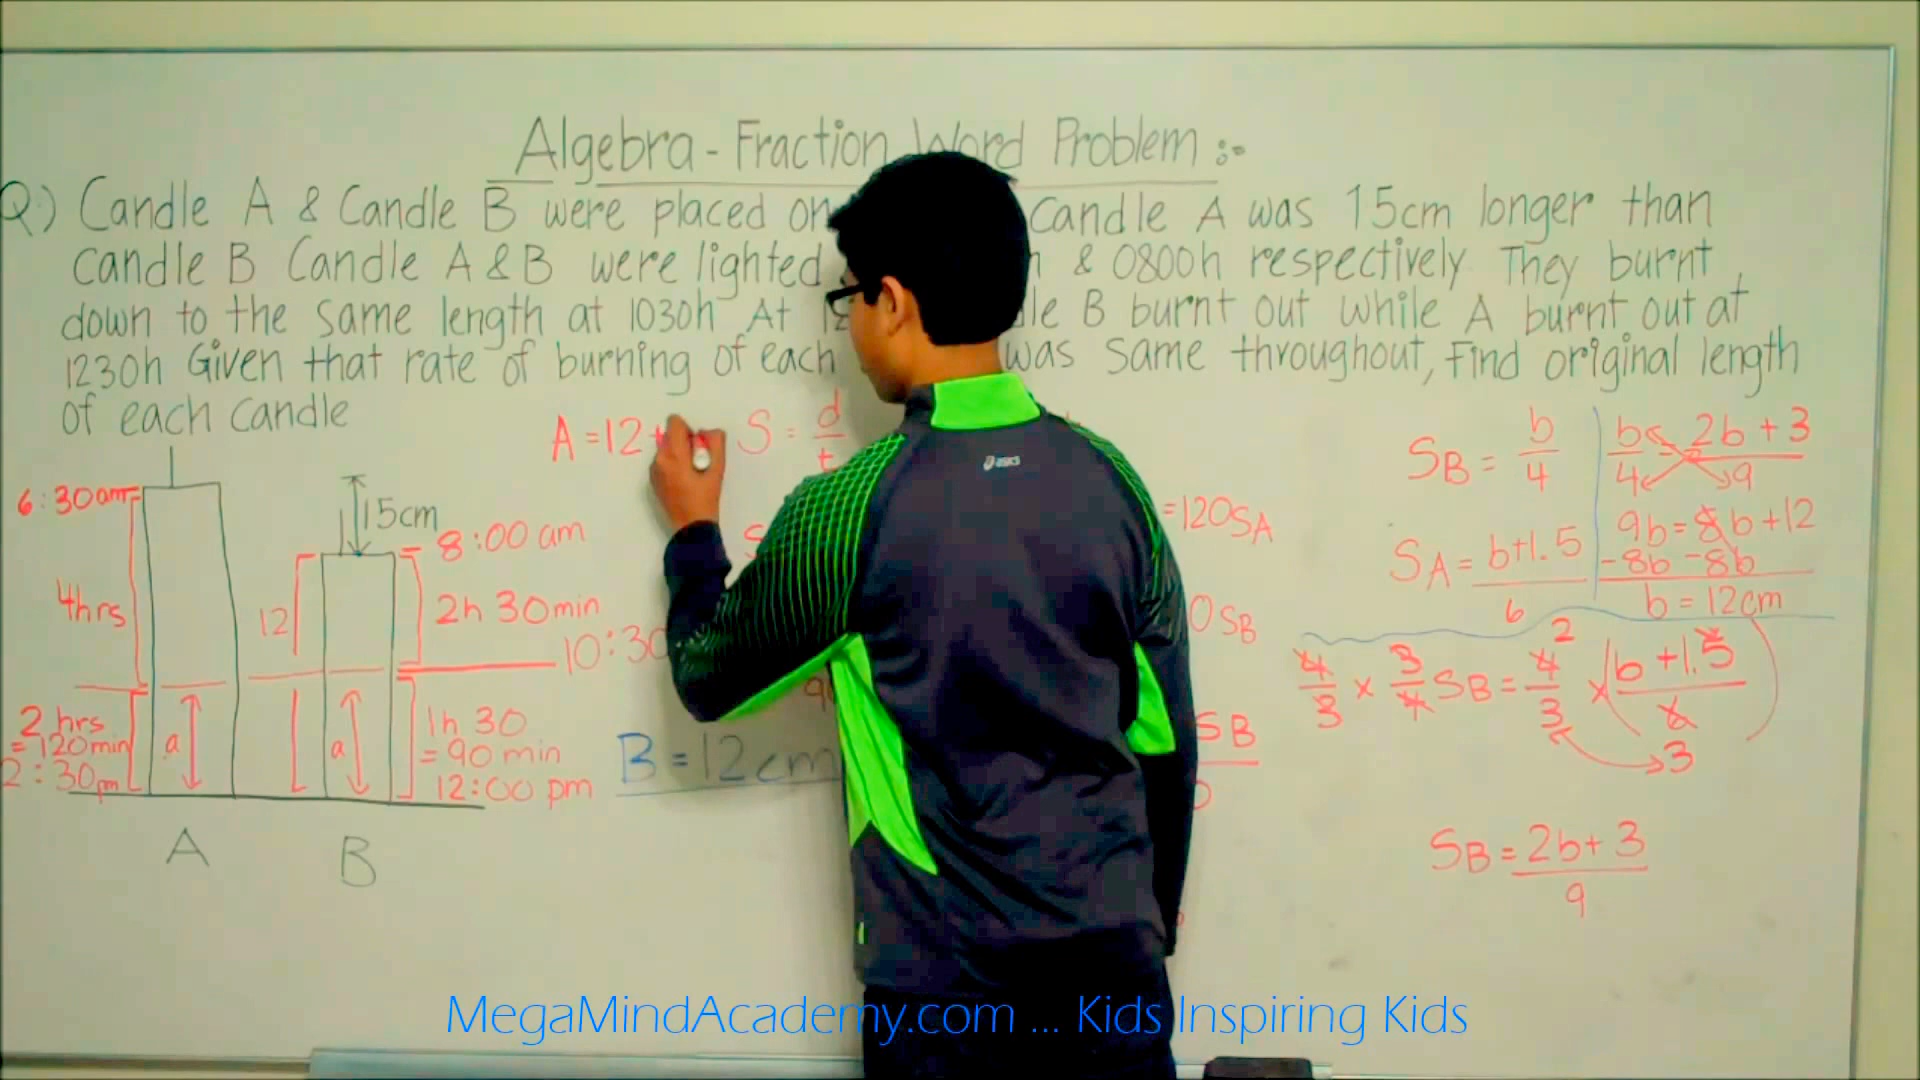 Algebra - Fraction Word Problem :-
Q.) Candle A & Candle B were placed on Candle A was 15cm longer than
candle B Candle A & B were lighted & 0800h respectively They burnt
down to the same length at 1030h At B burnt out while A burnt out at
1230h Given that rate of burning of each was same throughout, Find original length
of each candle
A = 12 +
S = d/t
6:30am
4hrs
2 hrs
= 120min
2:30pm
a
A
15cm
8:00 am
12
2h 30min
10:30
a
1h 30
= 90 min
12:00 pm
B
B = 12cm
= 120SA
0SB
SB
SB = b/4
SA = b+1.5/6
b/4 = 2b+3/9
9b = 8b+12
-8b -8b
b = 12cm
4/3 x 3/4 SB = 4/3 x (b+1.5)/6
2
3
SB = 2b+3/9
asics
MegaMindAcademy.com ... Kids Inspiring Kids